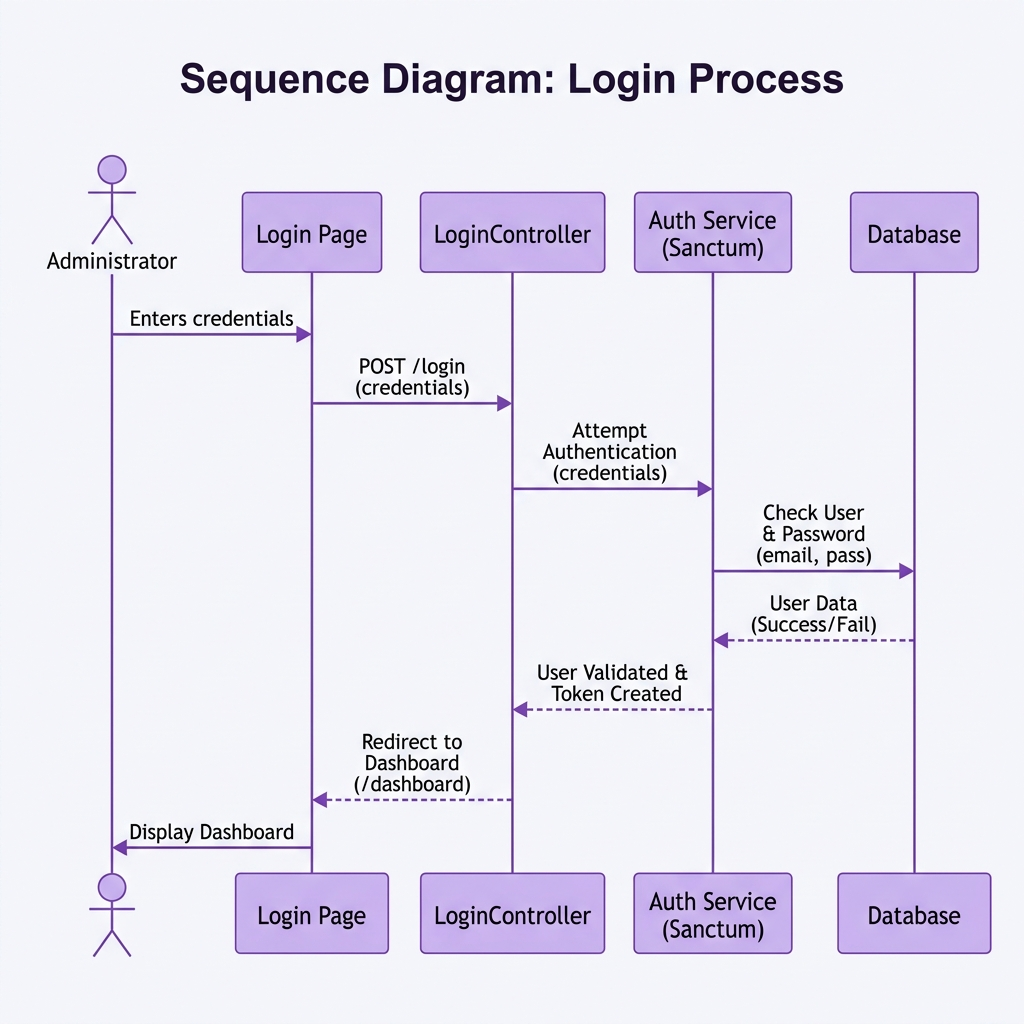 Sequence Diagram: Login Process
Administrator
Login Page
LoginController
Auth Service
(Sanctum)
Database
Enters credentials
POST /login
(credentials)
Attempt
Authentication
(credentials)
Check User
& Password
(email, pass)
User Data
(Success/Fail)
User Validated &
Token Created
Redirect to
Dashboard
(/dashboard)
Display Dashboard
Login Page
LoginController
Auth Service
(Sanctum)
Database